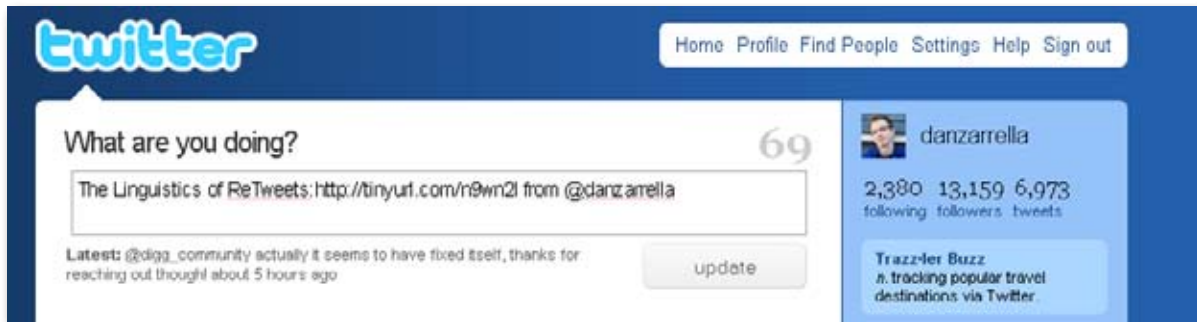 twitter
Home Profile Find People Settings Help Sign out
What are you doing?
69
The Linguistics of ReTweets: http://tinyurl.com/n9wn2l from @danzarrella
Latest: @digg_community actually it seems to have fixed itself, thanks for
reaching out though! about 5 hours ago
update
danzarrella
2,380 13,159 6,973
following followers tweets
Trazzler Buzz
n. tracking popular travel
destinations via Twitter.